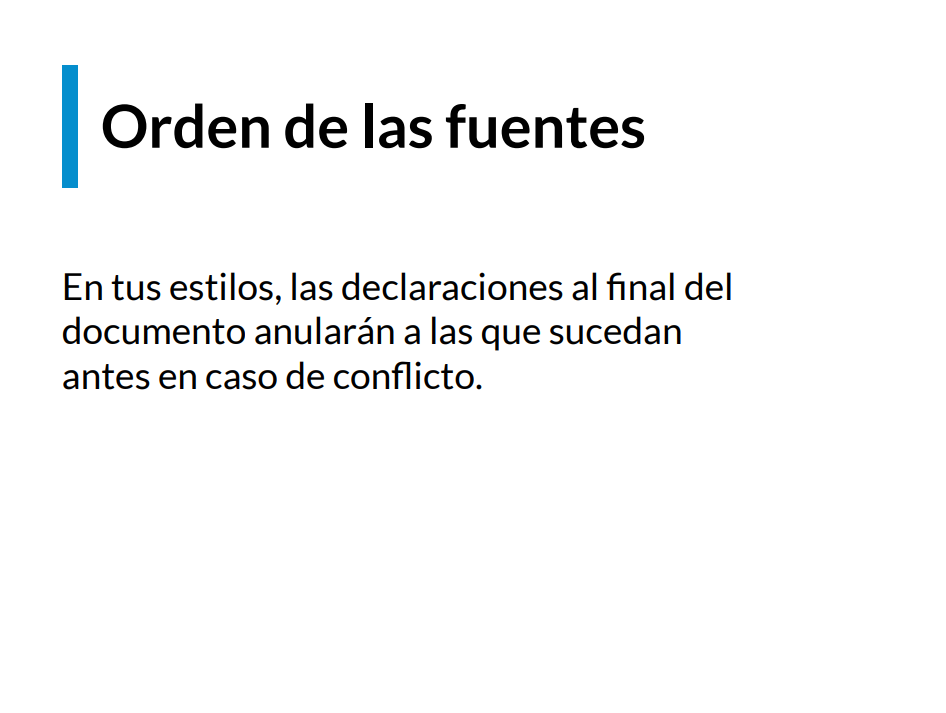 Orden de las fuentes
En tus estilos, las declaraciones al final del
documento anularán a las que sucedan
antes en caso de conflicto.